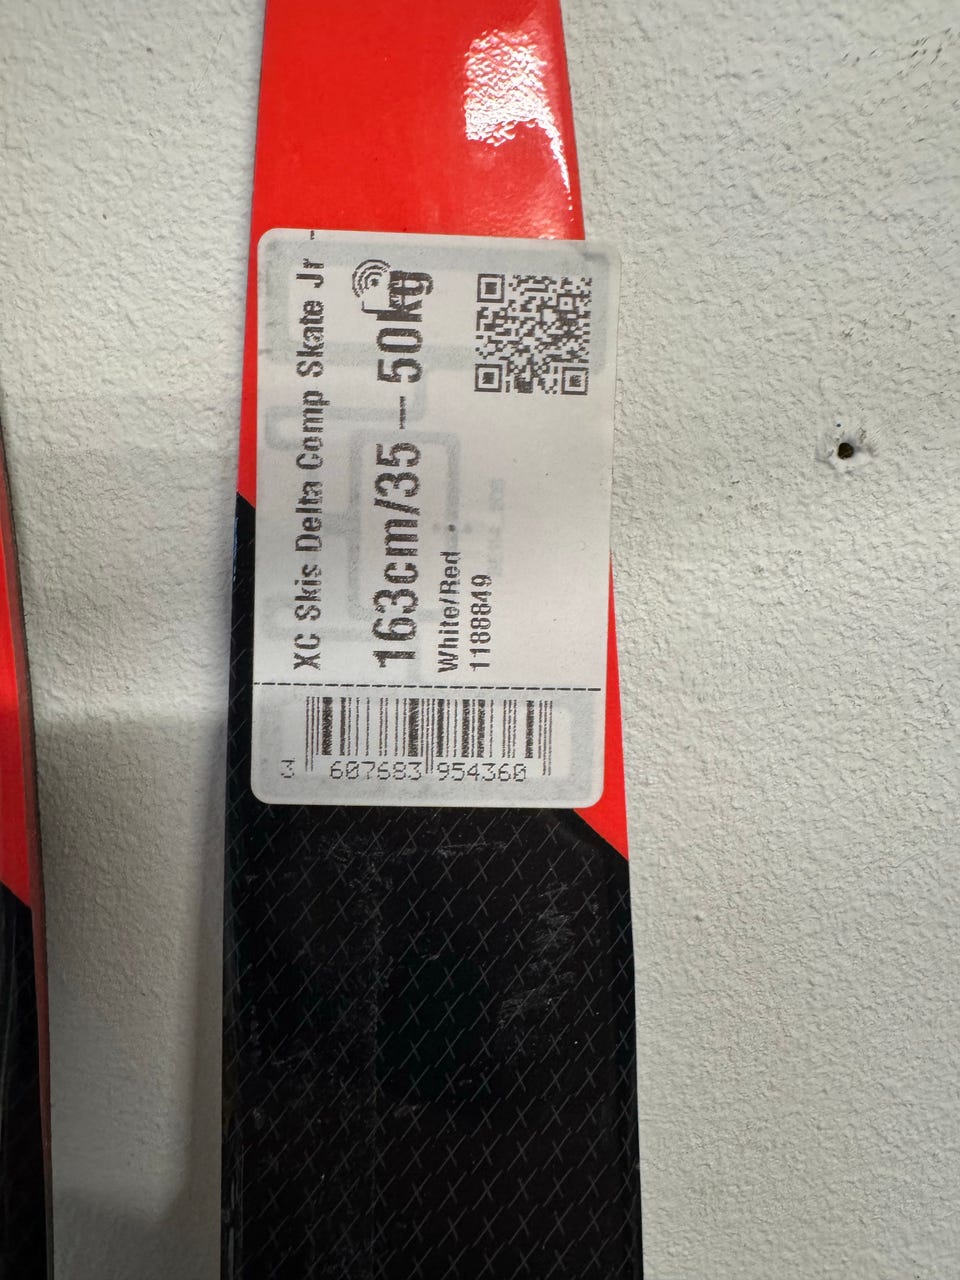 XC Skis Delta Comp Skate Jr -
163cm/35 – 50kg
White/Red
1188849
3 607683 954360